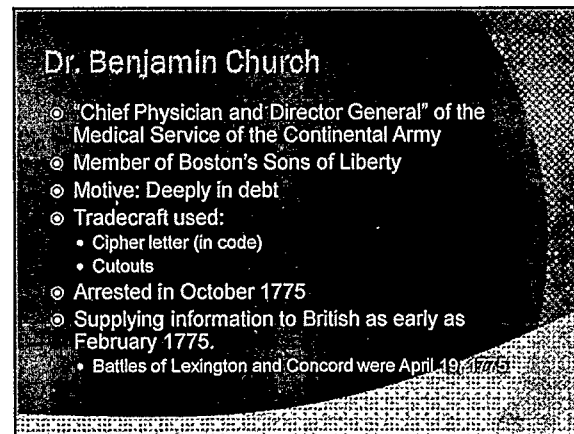 Dr. Benjamin Church
"Chief Physician and Director General" of the
Medical Service of the Continental Army
Member of Boston's Sons of Liberty
Motive: Deeply in debt
Tradecraft used:
• Cipher letter (in code)
• Cutouts
Arrested in October 1775
Supplying information to British as early as
February 1775.
• Battles of Lexington and Concord were April 19, 1775.